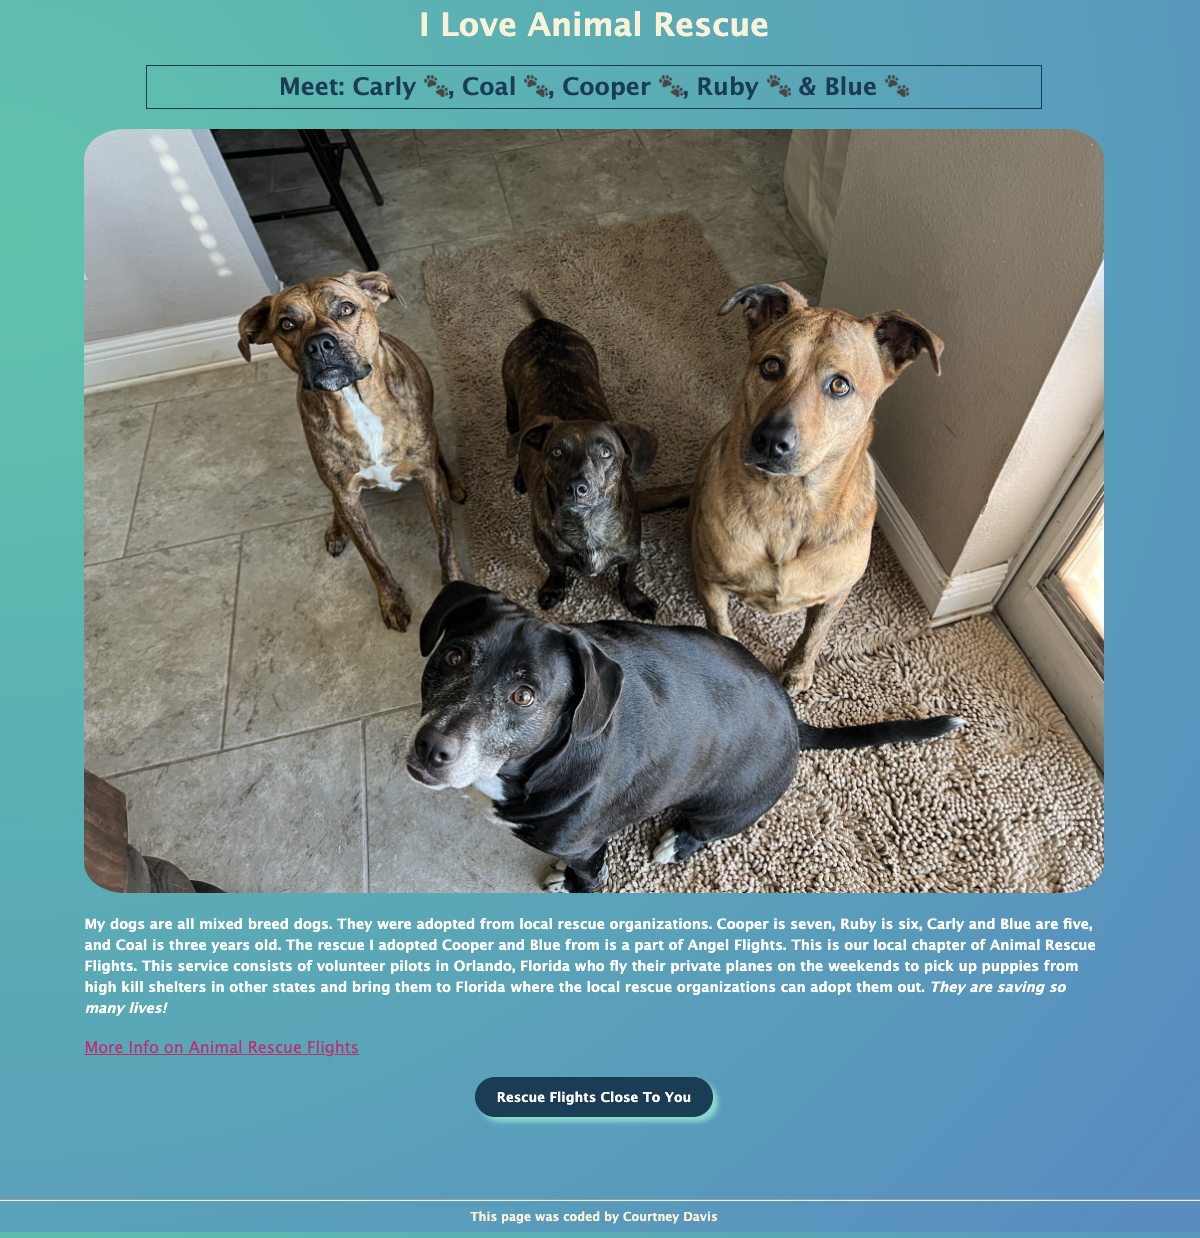 I Love Animal Rescue
Meet: Carly 🐾, Coal 🐾, Cooper 🐾, Ruby 🐾 & Blue 🐾
My dogs are all mixed breed dogs. They were adopted from local rescue organizations. Cooper is seven, Ruby is six, Carly and Blue are five,
and Coal is three years old. The rescue I adopted Cooper and Blue from is a part of Angel Flights. This is our local chapter of Animal Rescue
Flights. This service consists of volunteer pilots in Orlando, Florida who fly their private planes on the weekends to pick up puppies from
high kill shelters in other states and bring them to Florida where the local rescue organizations can adopt them out. They are saving so
many lives!
More Info on Animal Rescue Flights
Rescue Flights Close To You
This page was coded by Courtney Davis